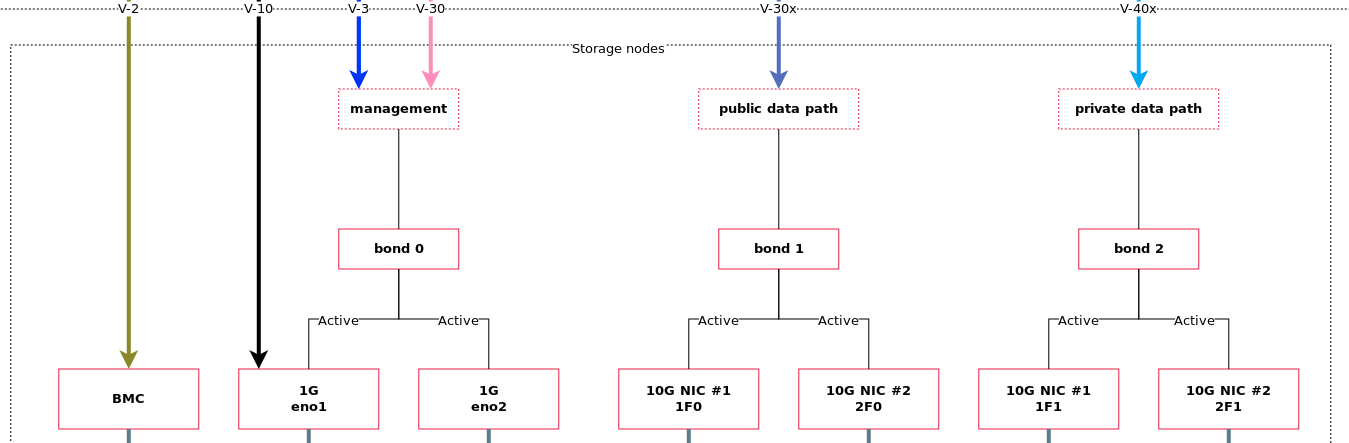 V-2
V-10
V-3
V-30
V-30x
V-40x
Storage nodes
management
public data path
private data path
bond 0
bond 1
bond 2
Active
Active
Active
Active
Active
Active
BMC
1G
eno1
1G
eno2
10G NIC #1
1F0
10G NIC #2
2F0
10G NIC #1
1F1
10G NIC #2
2F1